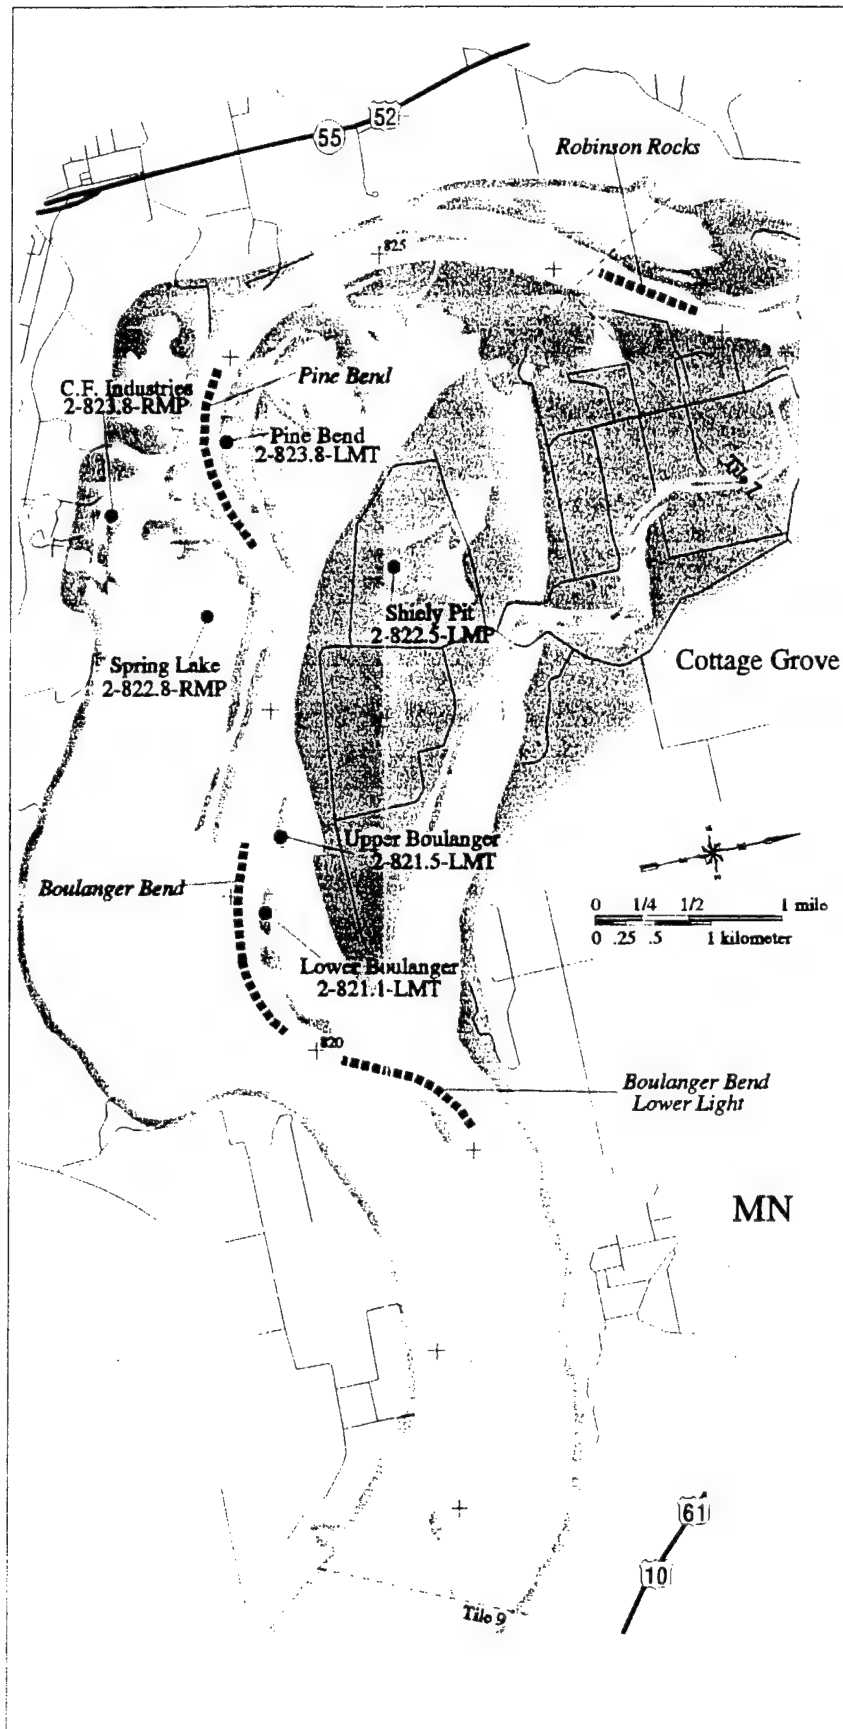 52
55
Robinson Rocks
825
C.F. Industries
2-823.8-RMP
Pine Bend
Pine Bend
2-823.8-LMT
Tile 7
Shiely Pit
2-822.5-LMP
Cottage Grove
Spring Lake
2-822.8-RMP
Upper Boulanger
2-821.5-LMT
Boulanger Bend
0 1/4 1/2 1 mile
0 .25 .5 1 kilometer
Lower Boulanger
2-821.1-LMT
820
Boulanger Bend
Lower Light
MN
61
10
Tile 9